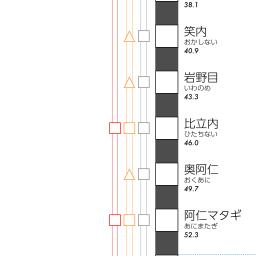 38.1
笑内
おかしない
40.9
岩野目
いわのめ
43.3
比立内
ひたちない
46.0
奥阿仁
おくあに
49.7
阿仁マタギ
あにまたぎ
52.3